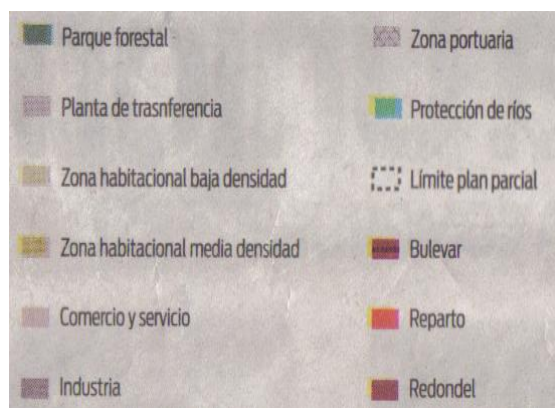 Parque forestal
Planta de trasnferencia
Zona habitacional baja densidad
Zona habitacional media densidad
Comercio y servicio
Industria
Zona portuaria
Protección de ríos
Límite plan parcial
Bulevar
Reparto
Redondel